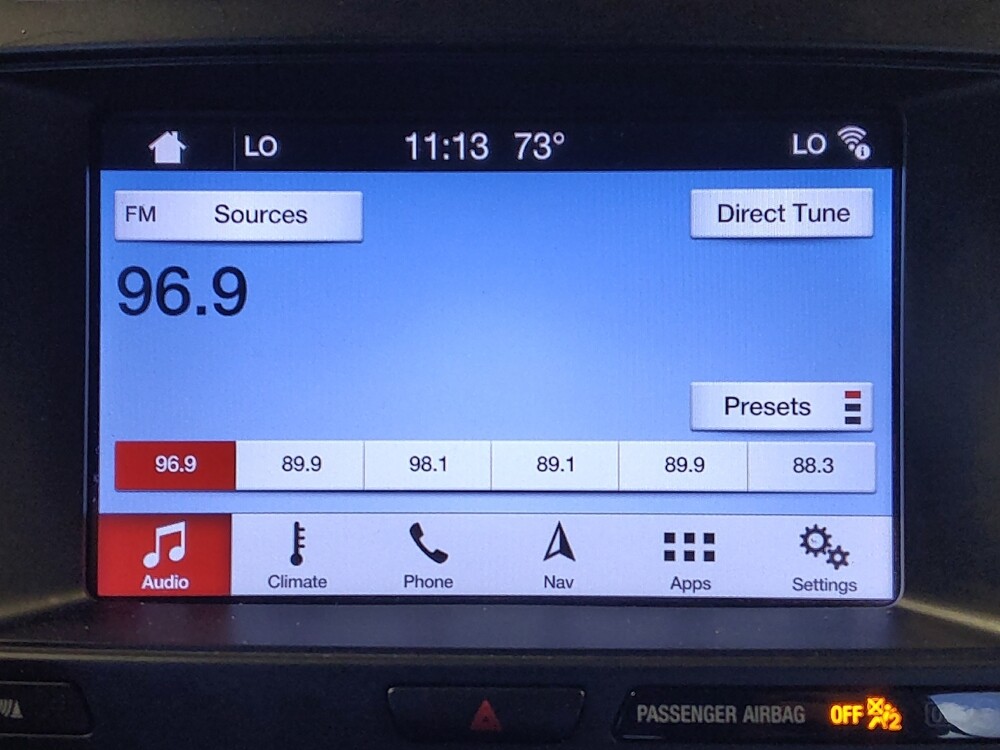 LO 11:13 73° LO
FM Sources Direct Tune
96.9
Presets
96.9 89.9 98.1 89.1 89.9 88.3
Audio Climate Phone Nav Apps Settings
PASSENGER AIRBAG OFF 2